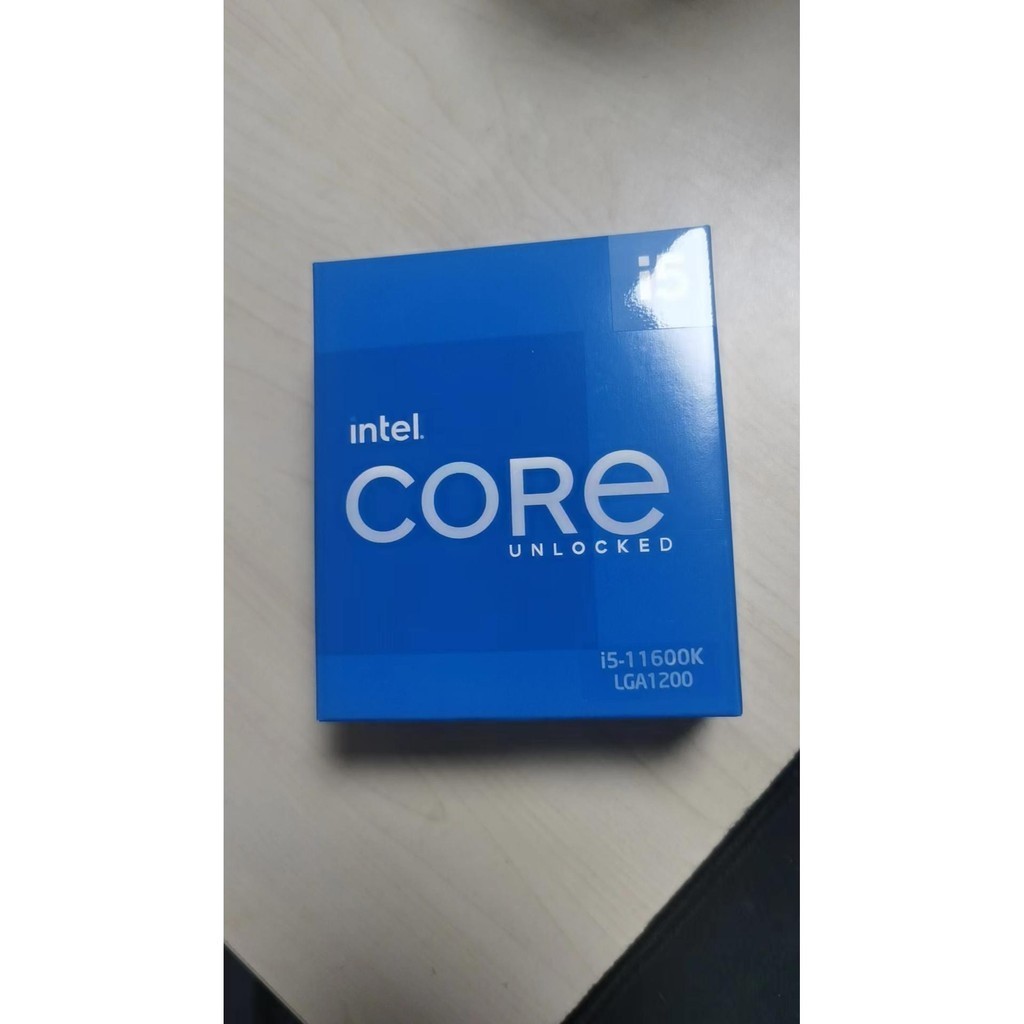 i5
intel.
CORE
UNLOCKED
i5-11600K
LGA1200